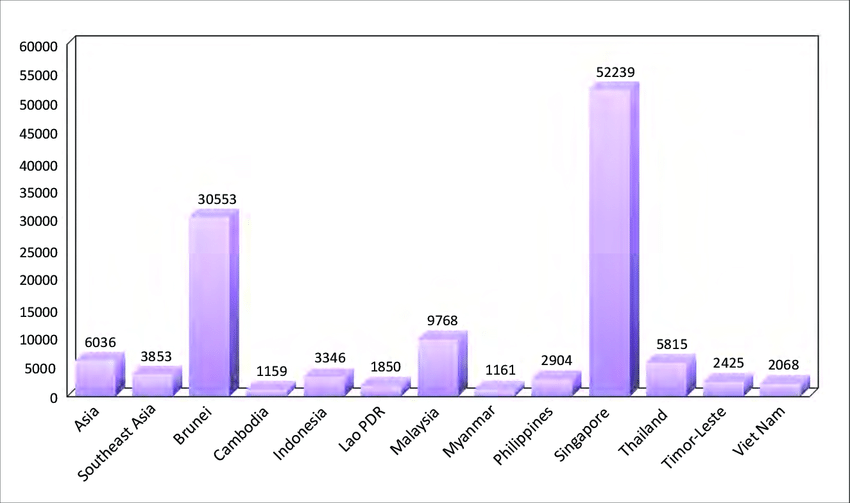 60000
55000
50000
45000
40000
35000
30000
25000
20000
15000
10000
5000
0
6036
3853
30553
1159
3346
1850
9768
1161
2904
52239
5815
2425
2068
Asia
Southeast Asia
Brunei
Cambodia
Indonesia
Lao PDR
Malaysia
Myanmar
Philippines
Singapore
Thailand
Timor-Leste
Viet Nam